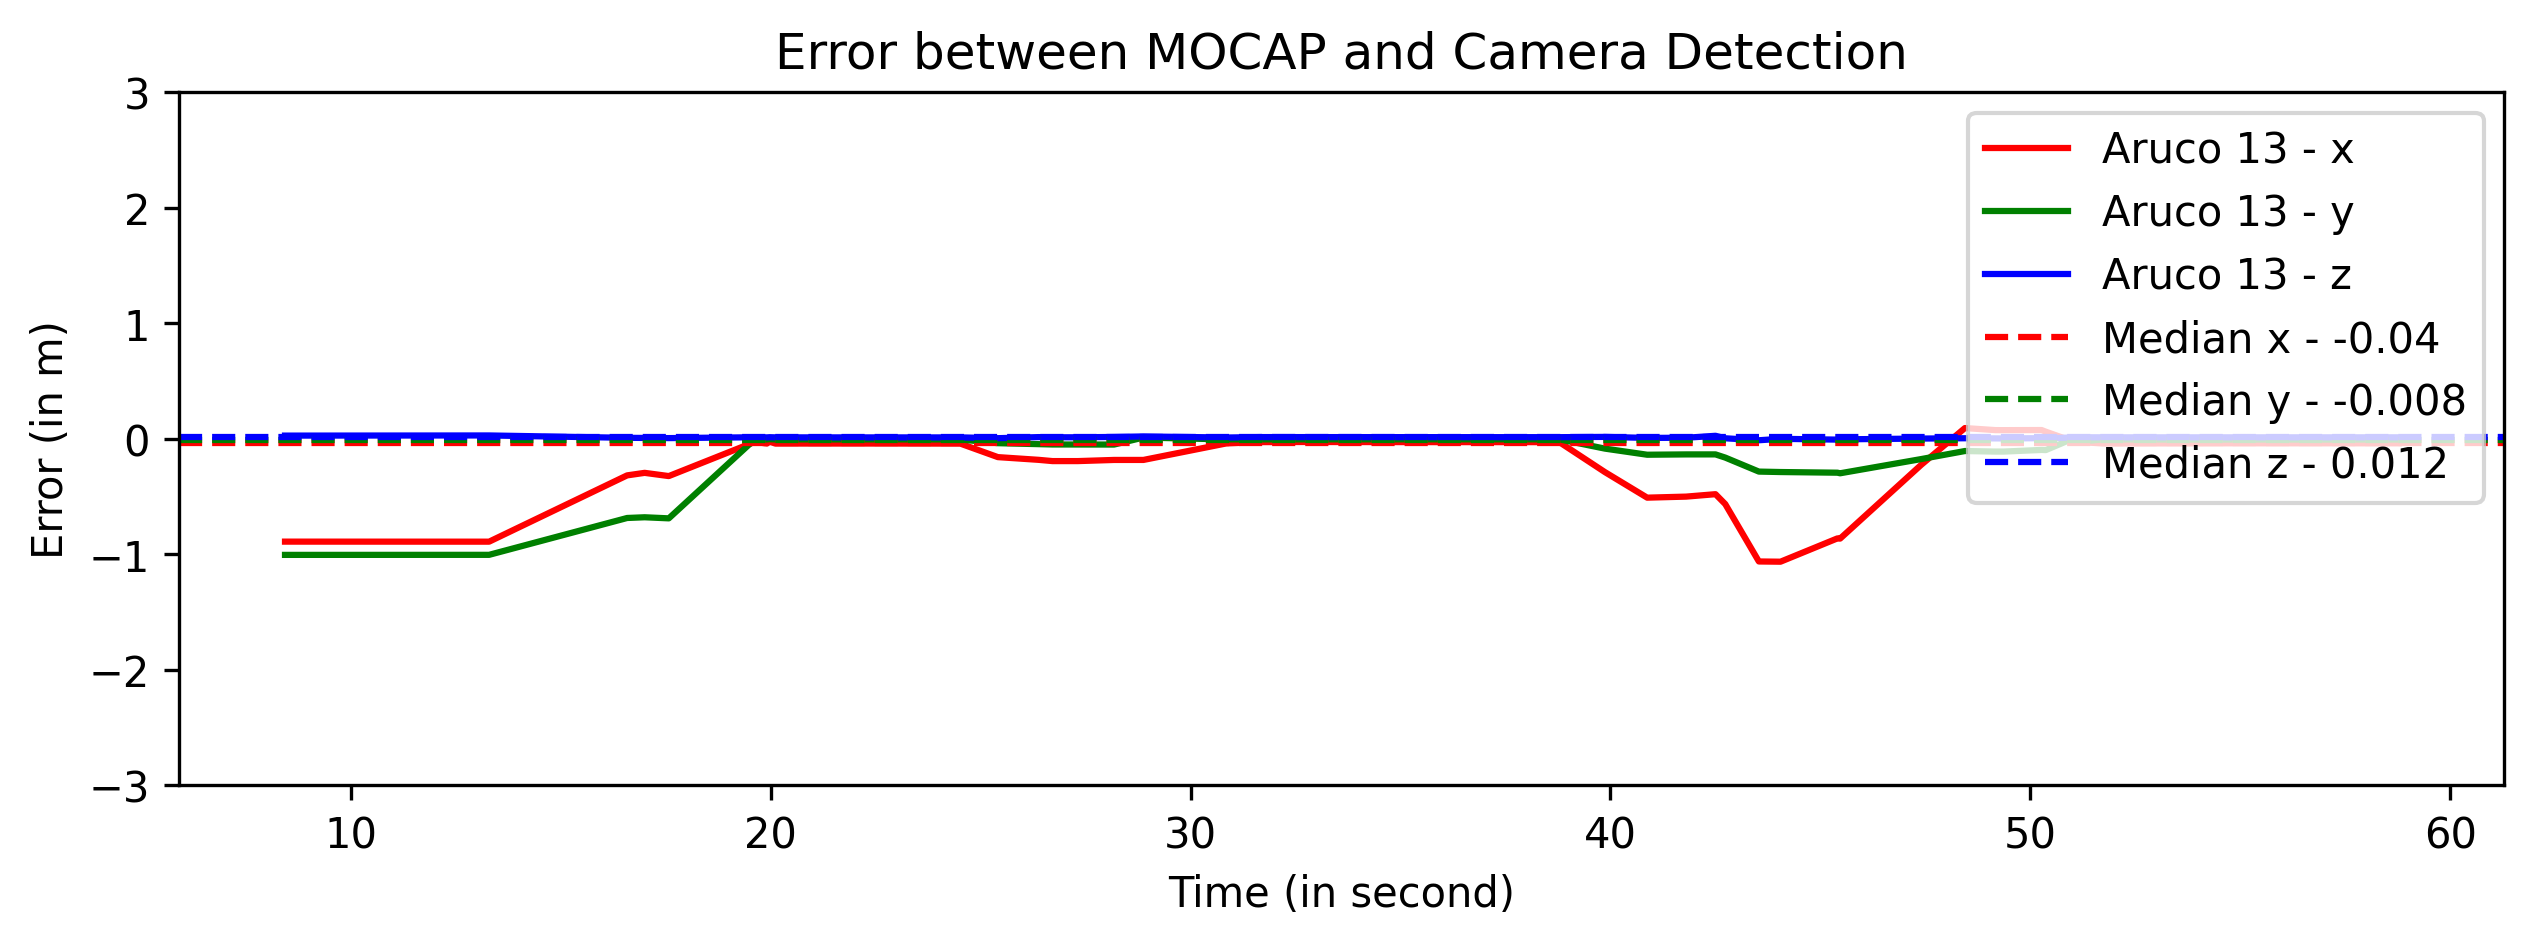 Error between MOCAP and Camera Detection
3
2
1
0
−1
−2
−3
Error (in m)
Aruco 13 - x
Aruco 13 - y
Aruco 13 - z
Median x - -0.04
Median y - -0.008
Median z - 0.012
10 20 30 40 50 60
Time (in second)